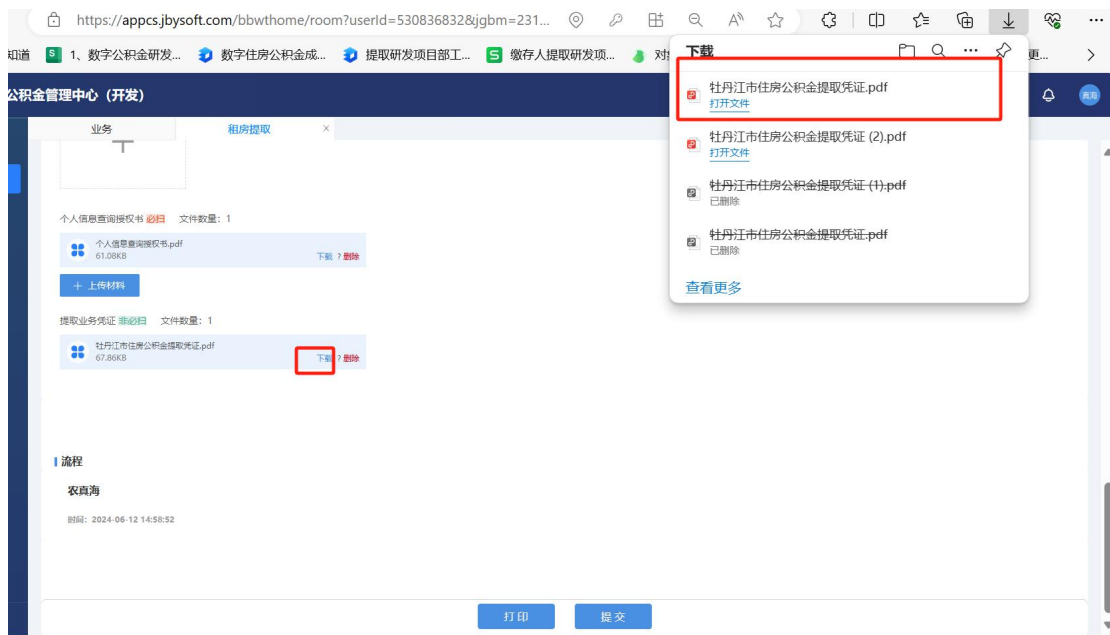 https://appcs.jbysoft.com/bbwthome/room?userId=530836832&jgbm=231...
知道 1、数字公积金研发... 数字住房公积金成... 提取研发项目部工... 缴存人提取研发项... 更...
下载
牡丹江市住房公积金提取凭证.pdf
打开文件
牡丹江市住房公积金提取凭证 (2).pdf
打开文件
牡丹江市住房公积金提取凭证 (1).pdf
已删除
牡丹江市住房公积金提取凭证.pdf
已删除
查看更多
公积金管理中心（开发）
真海
业务 租房提取 ×
个人信息查询授权书 必扫 文件数量：1
个人信息查询授权书.pdf
61.08KB 下载 ? 删除
＋ 上传材料
提取业务凭证 非必扫 文件数量：1
牡丹江市住房公积金提取凭证.pdf
67.86KB 下载 ? 删除
流程
农真海
时间：2024-06-12 14:58:52
打印 提交